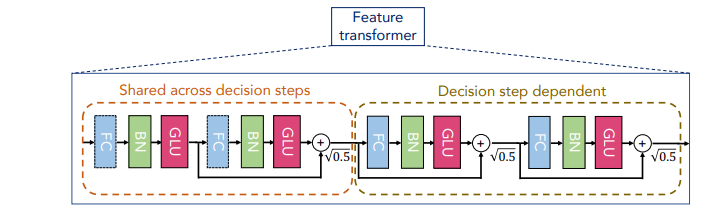 Feature
transformer
Shared across decision steps
Decision step dependent
FC
BN
GLU
FC
BN
GLU
+
√0.5
FC
BN
GLU
+
√0.5
FC
BN
GLU
+
√0.5